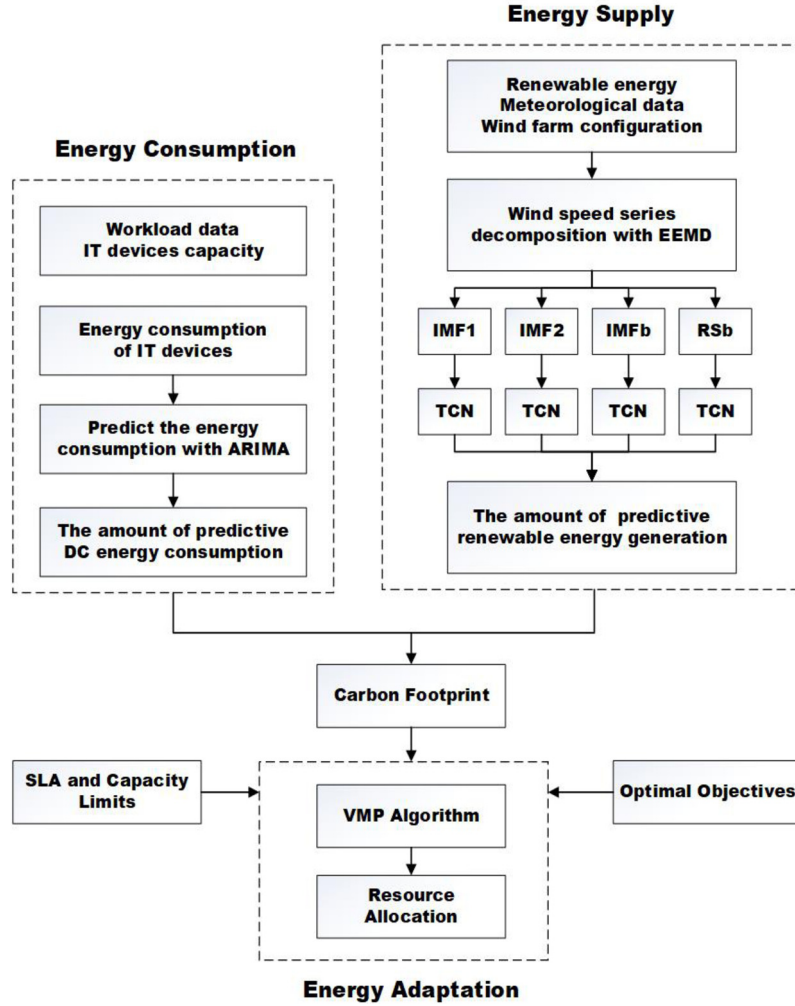 Energy Supply
Renewable energy
Meteorological data
Wind farm configuration
Energy Consumption
Workload data
IT devices capacity
Wind speed series
decomposition with EEMD
Energy consumption
of IT devices
IMF1
IMF2
IMFb
RSb
Predict the energy
consumption with ARIMA
TCN
TCN
TCN
TCN
The amount of predictive
DC energy consumption
The amount of predictive
renewable energy generation
Carbon Footprint
SLA and Capacity
Limits
VMP Algorithm
Optimal Objectives
Resource
Allocation
Energy Adaptation